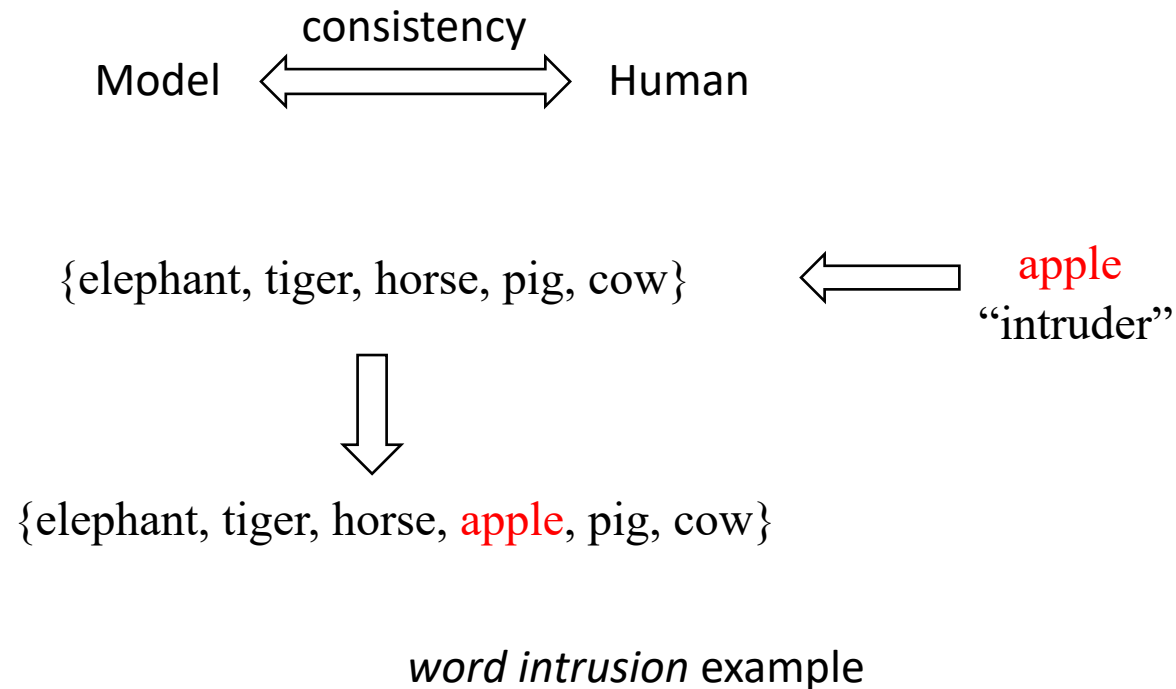 consistency
Model Human
{elephant, tiger, horse, pig, cow}
apple
“intruder”
{elephant, tiger, horse, apple, pig, cow}
word intrusion example